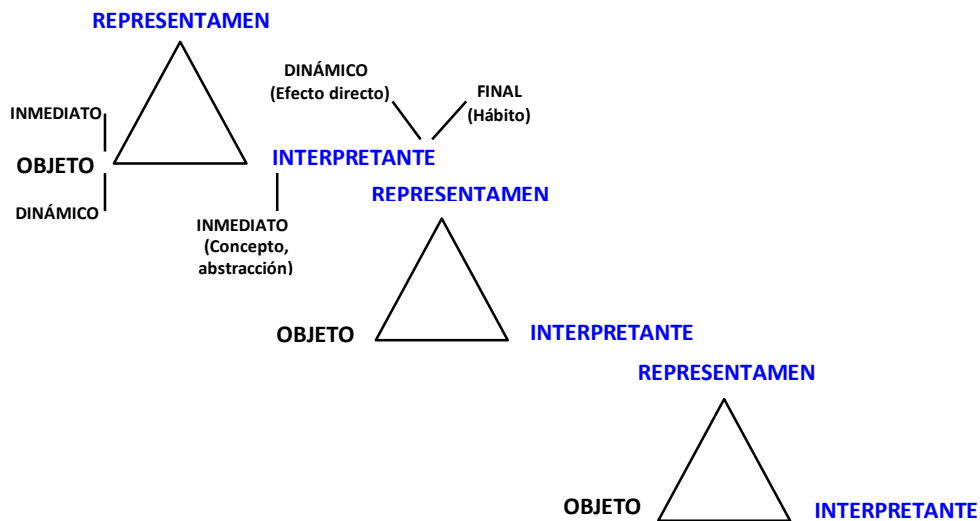 REPRESENTAMEN
DINÁMICO
(Efecto directo)
FINAL
(Hábito)
INMEDIATO
OBJETO
INTERPRETANTE
DINÁMICO
INMEDIATO
(Concepto,
abstracción)
REPRESENTAMEN
OBJETO
INTERPRETANTE
REPRESENTAMEN
OBJETO
INTERPRETANTE